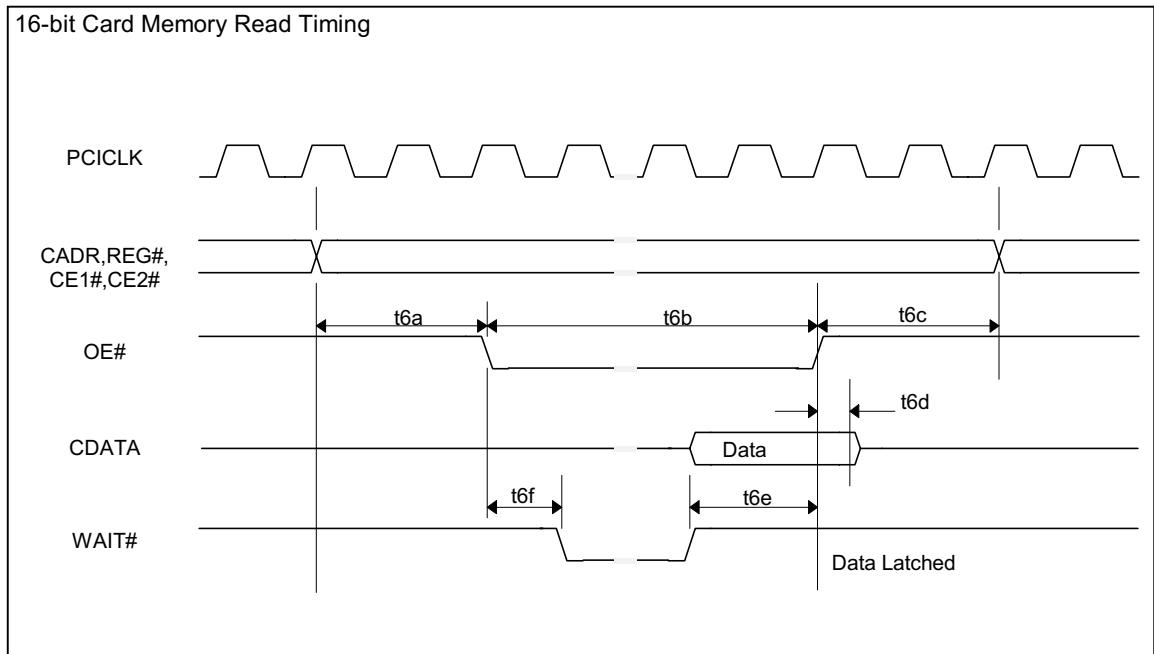 16-bit Card Memory Read Timing
PCICLK
CADR,REG#,
CE1#,CE2#
t6a
t6b
t6c
OE#
t6d
CDATA
Data
t6f
t6e
WAIT#
Data Latched